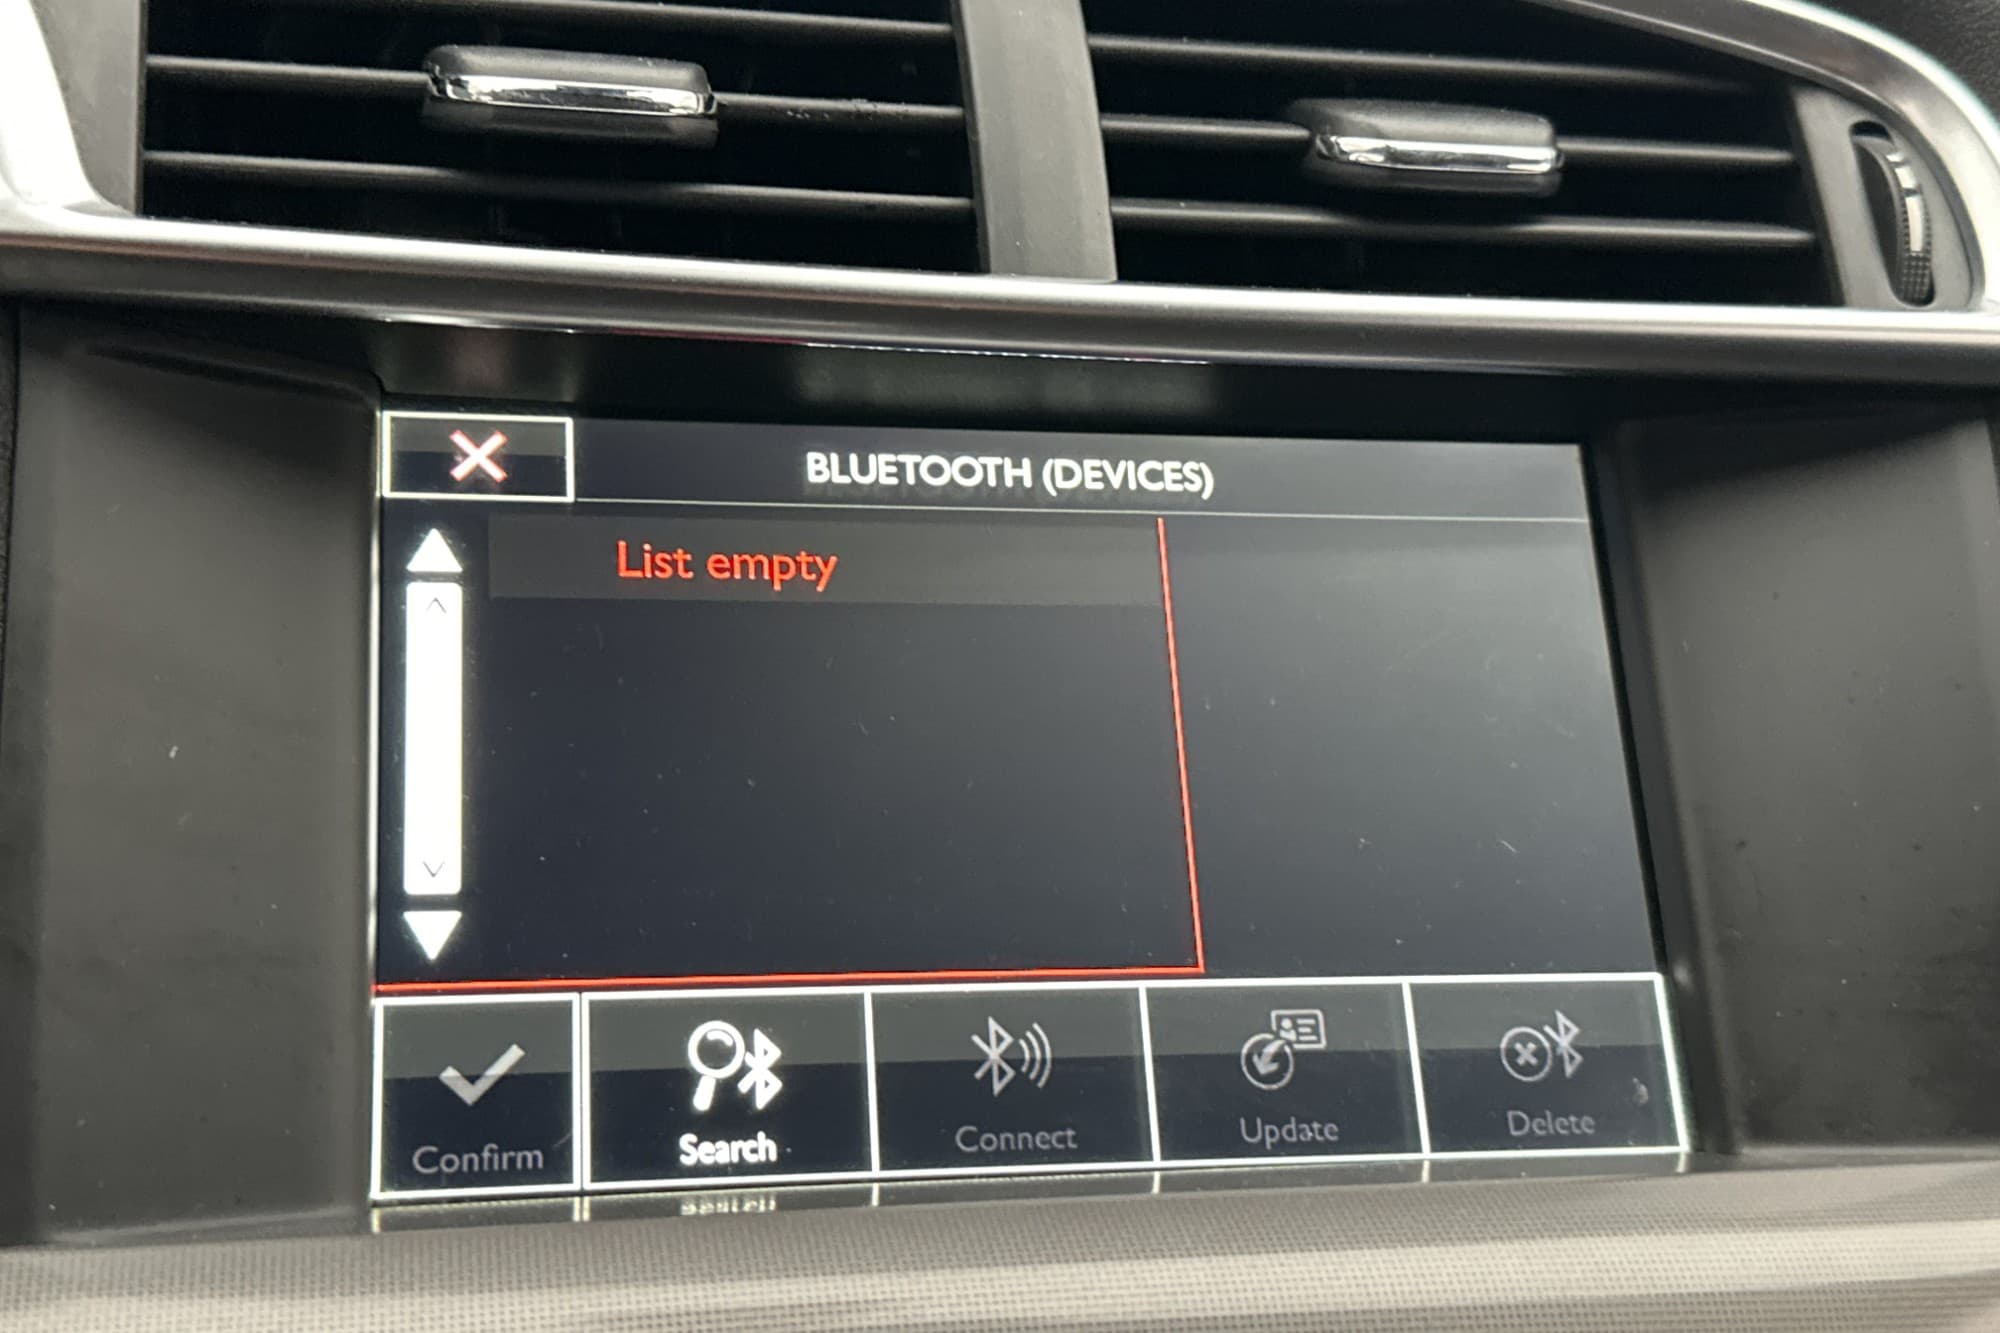 BLUETOOTH (DEVICES)
List empty
Confirm
Search
Connect
Update
Delete